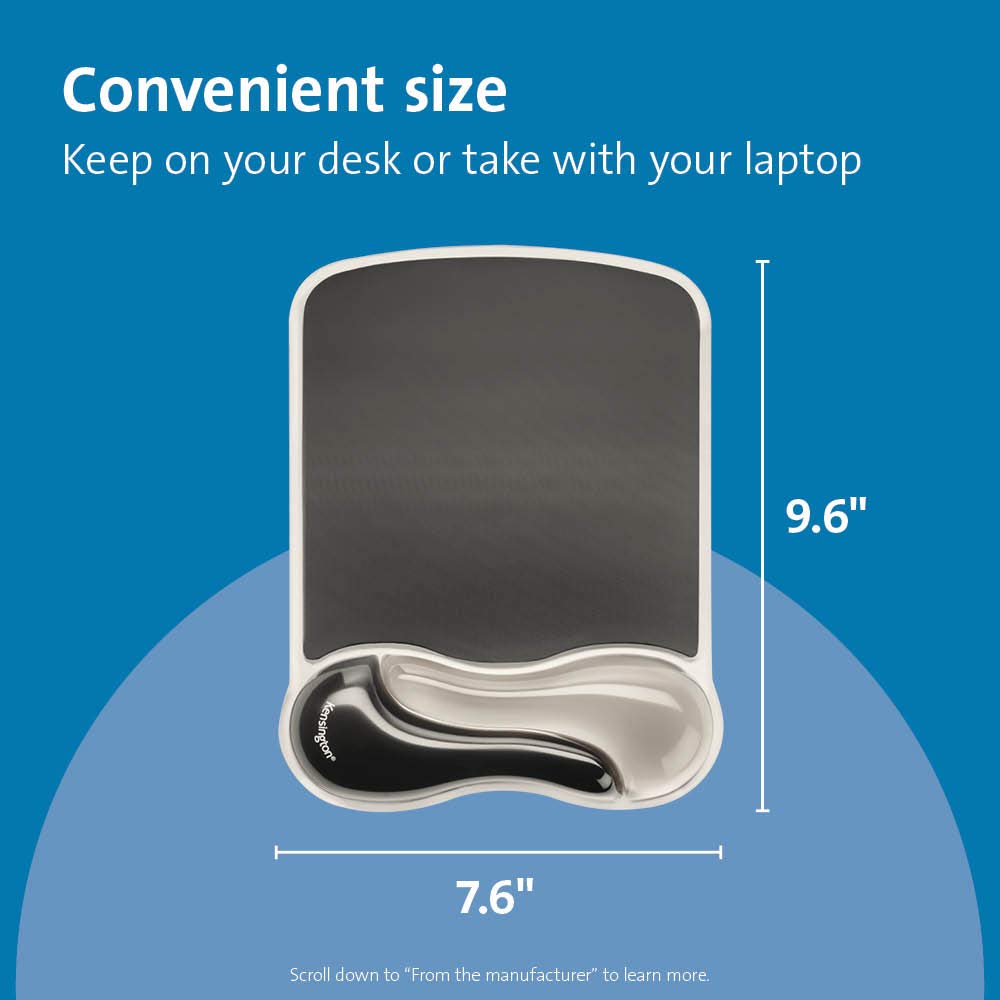 Convenient size
Keep on your desk or take with your laptop
9.6"
Kensington®
7.6"
Scroll down to “From the manufacturer” to learn more.